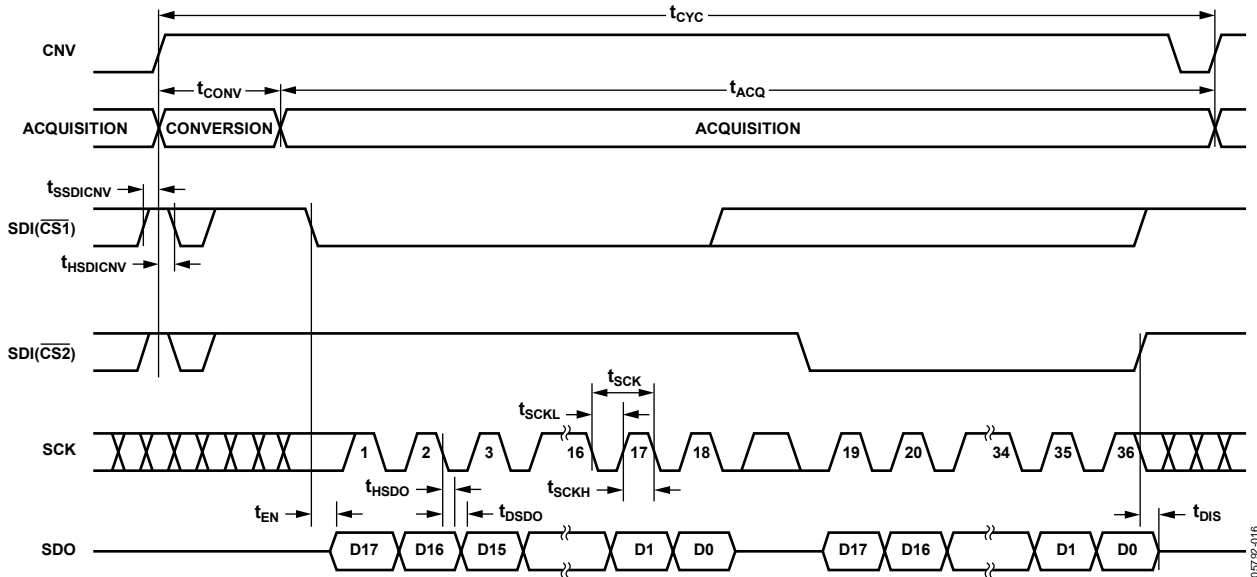 tCYC
CNV
tCONV
tACQ
ACQUISITION
CONVERSION
ACQUISITION
tSSDICNV
SDI(CS1)
tHSDICNV
SDI(CS2)
tSCK
tSCKL
SCK
1
2
3
16
17
18
19
20
34
35
36
tHSDO
tSCKH
tEN
tDSDO
tDIS
SDO
D17
D16
D15
D1
D0
D17
D16
D1
D0
05792-016